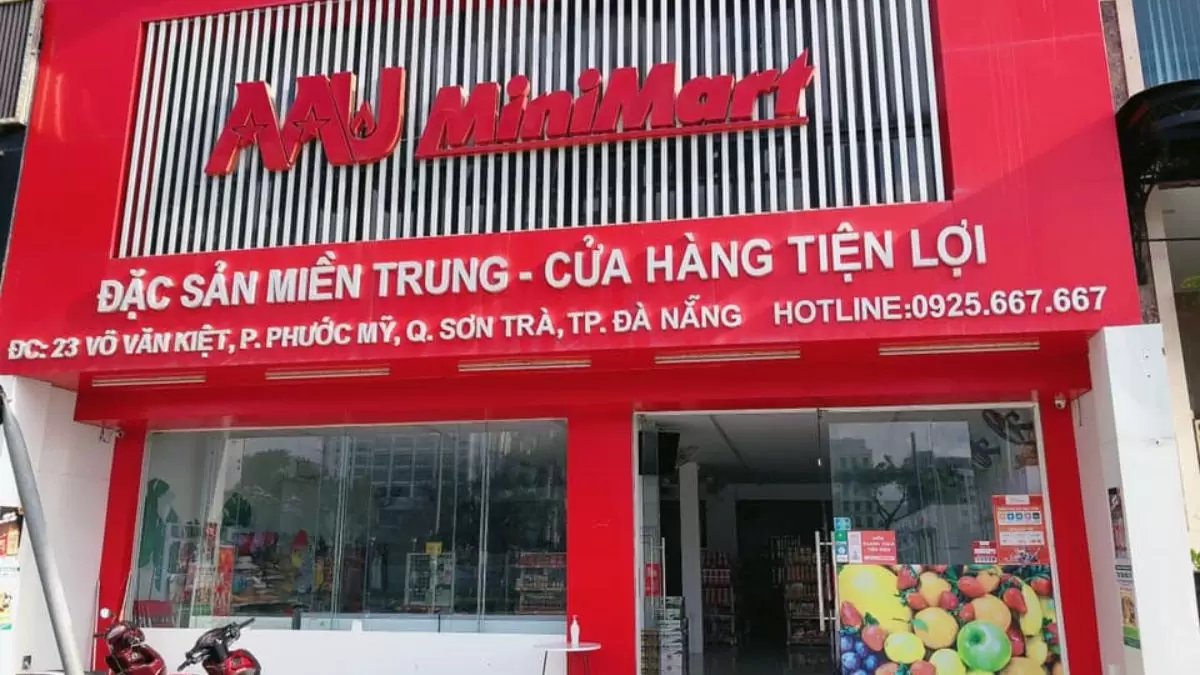 AAU MiniMart
ĐẶC SẢN MIỀN TRUNG - CỬA HÀNG TIỆN LỢI
ĐC: 23 VÕ VĂN KIỆT, P. PHƯỚC MỸ, Q. SƠN TRÀ, TP. ĐÀ NẴNG HOTLINE:0925.667.667